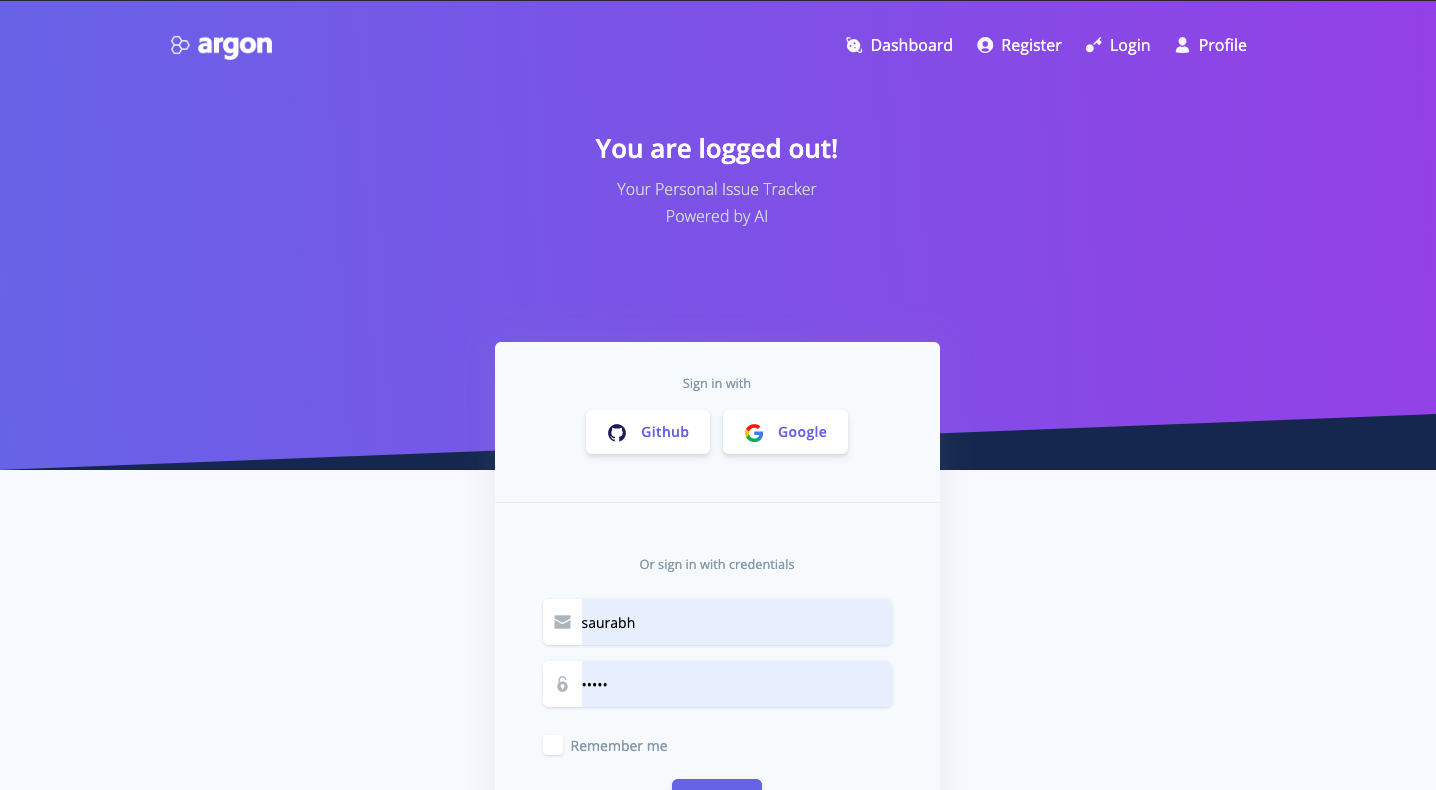 argon
Dashboard Register Login Profile
You are logged out!
Your Personal Issue Tracker
Powered by AI
Sign in with
Github Google
Or sign in with credentials
saurabh
•••••
Remember me